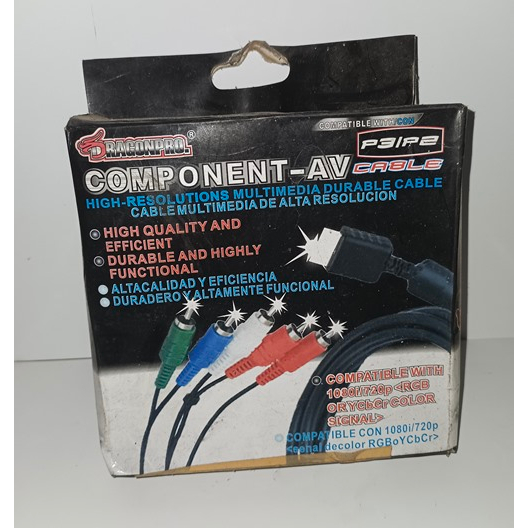 COMPATIBLE WITH/CON
DRAGONPRO.®
P3/P2
COMPONENT-AV CABLE
HIGH-RESOLUTIONS MULTIMEDIA DURABLE CABLE
CABLE MULTIMEDIA DE ALTA RESOLUCION
HIGH QUALITY AND
EFFICIENT
DURABLE AND HIGHLY
FUNCTIONAL
ALTACALIDAD Y EFICIENCIA
DURADERO Y ALTAMENTE FUNCIONAL
COMPATIBLE WITH
1080i/720p <RGB
OR YCbCr COLOR
SIGNAL>
COMPATIBLE CON 1080i/720p
<senal decolor RGBoYCbCr>